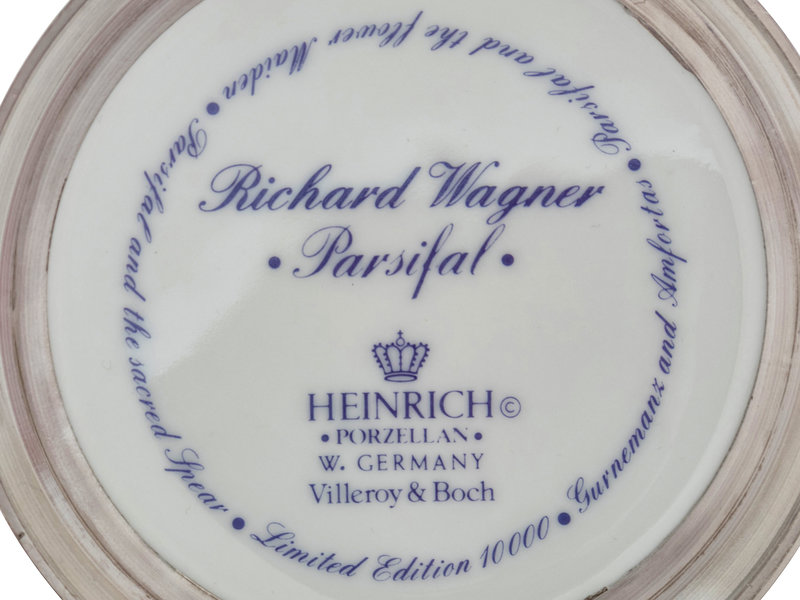 Richard Wagner
• Parsifal •
HEINRICH ©
• PORZELLAN •
W. GERMANY
Villeroy & Boch
Limited Edition 10000 • Gurnemanz and Amfortas • Parsifal and the flower Maiden • Parsifal and the sacred Spear •